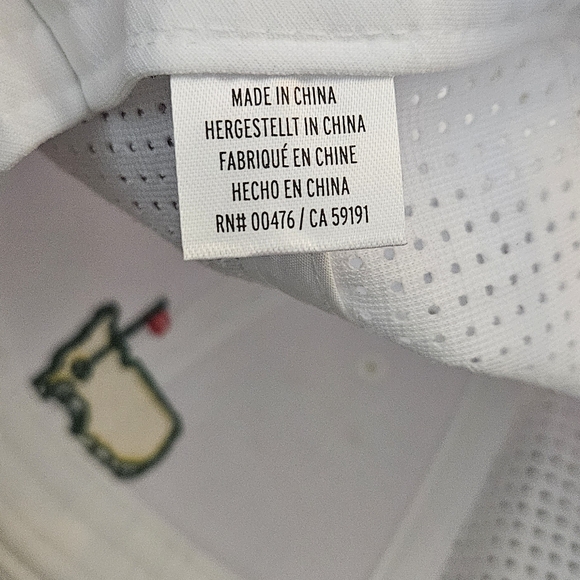 MADE IN CHINA
HERGESTELLT IN CHINA
FABRIQUÉ EN CHINE
HECHO EN CHINA
RN# 00476 / CA 59191